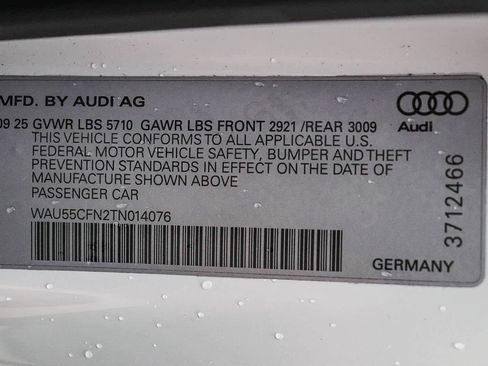 MFD. BY AUDI AG
09 25 GVWR LBS 5710 GAWR LBS FRONT 2921 /REAR 3009
THIS VEHICLE CONFORMS TO ALL APPLICABLE U.S.
FEDERAL MOTOR VEHICLE SAFETY, BUMPER AND THEFT
PREVENTION STANDARDS IN EFFECT ON THE DATE OF
MANUFACTURE SHOWN ABOVE
PASSENGER CAR
WAU55CFN2TN014076
Audi
3712466
GERMANY